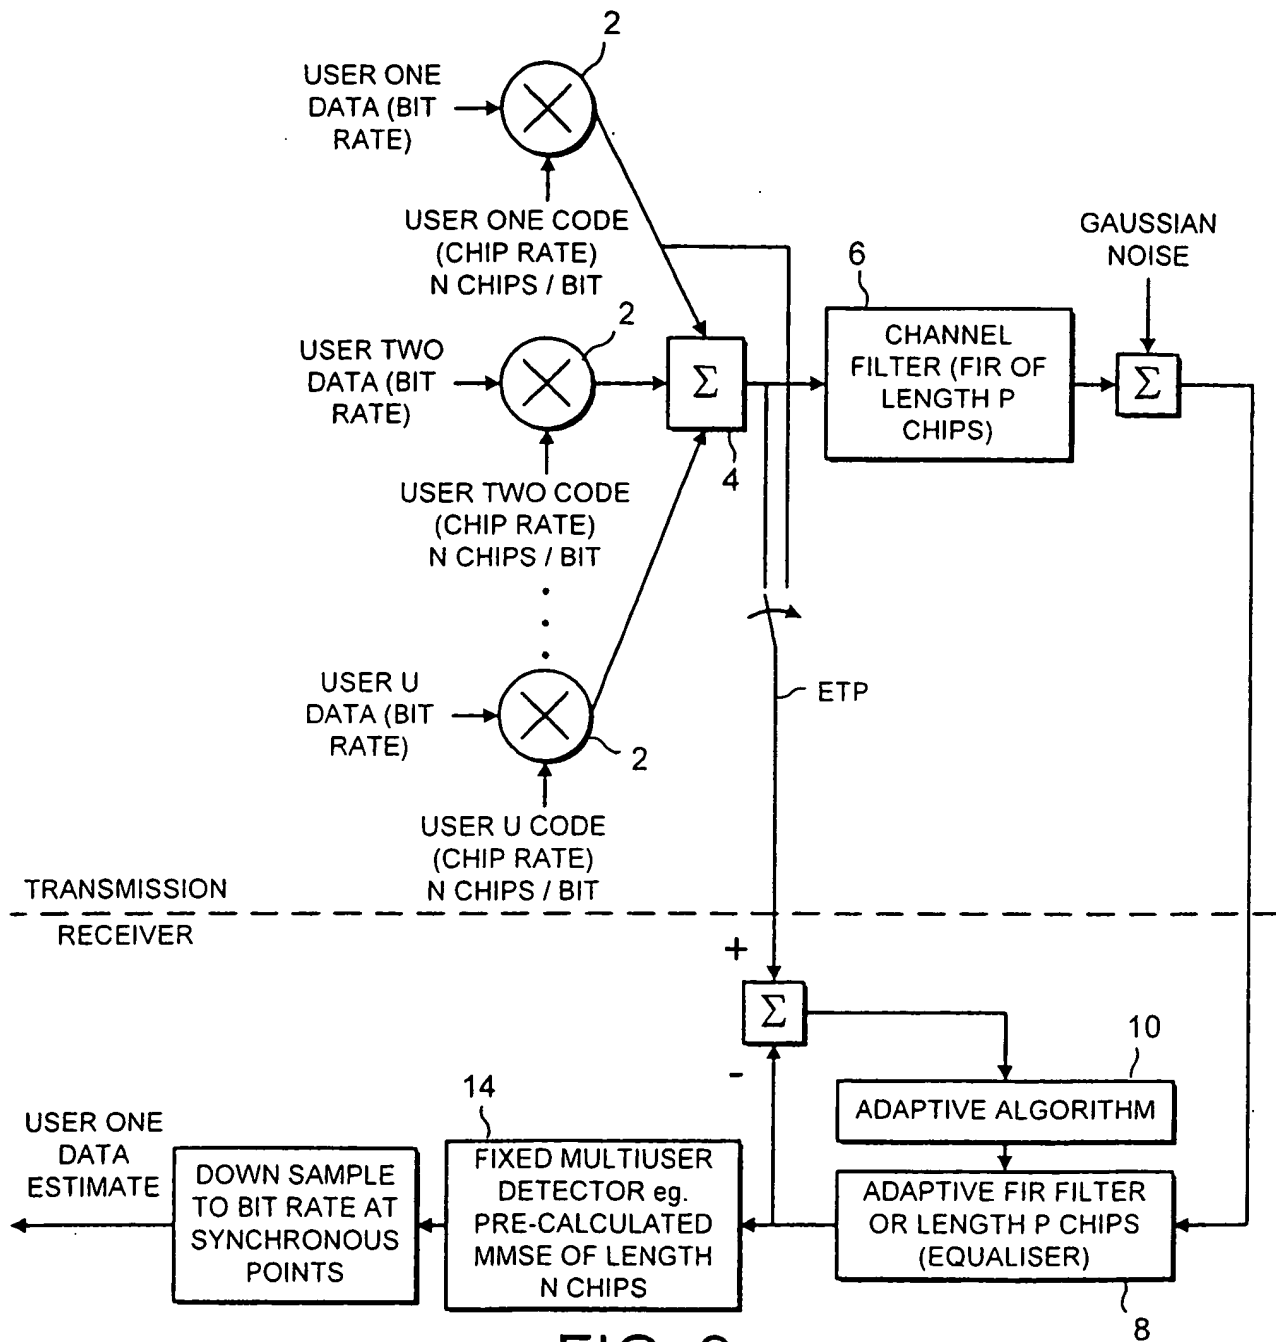 2
USER ONE
DATA (BIT
RATE)
USER ONE CODE
(CHIP RATE)
N CHIPS / BIT
GAUSSIAN
NOISE
6
2
USER TWO
DATA (BIT
RATE)
Σ
4
CHANNEL
FILTER (FIR OF
LENGTH P
CHIPS)
Σ
USER TWO CODE
(CHIP RATE)
N CHIPS / BIT
USER U
DATA (BIT
RATE)
2
ETP
USER U CODE
(CHIP RATE)
N CHIPS / BIT
TRANSMISSION
RECEIVER
+
Σ
-
10
ADAPTIVE ALGORITHM
14
USER ONE
DATA
ESTIMATE
DOWN SAMPLE
TO BIT RATE AT
SYNCHRONOUS
POINTS
FIXED MULTIUSER
DETECTOR eg.
PRE-CALCULATED
MMSE OF LENGTH
N CHIPS
ADAPTIVE FIR FILTER
OR LENGTH P CHIPS
(EQUALISER)
8